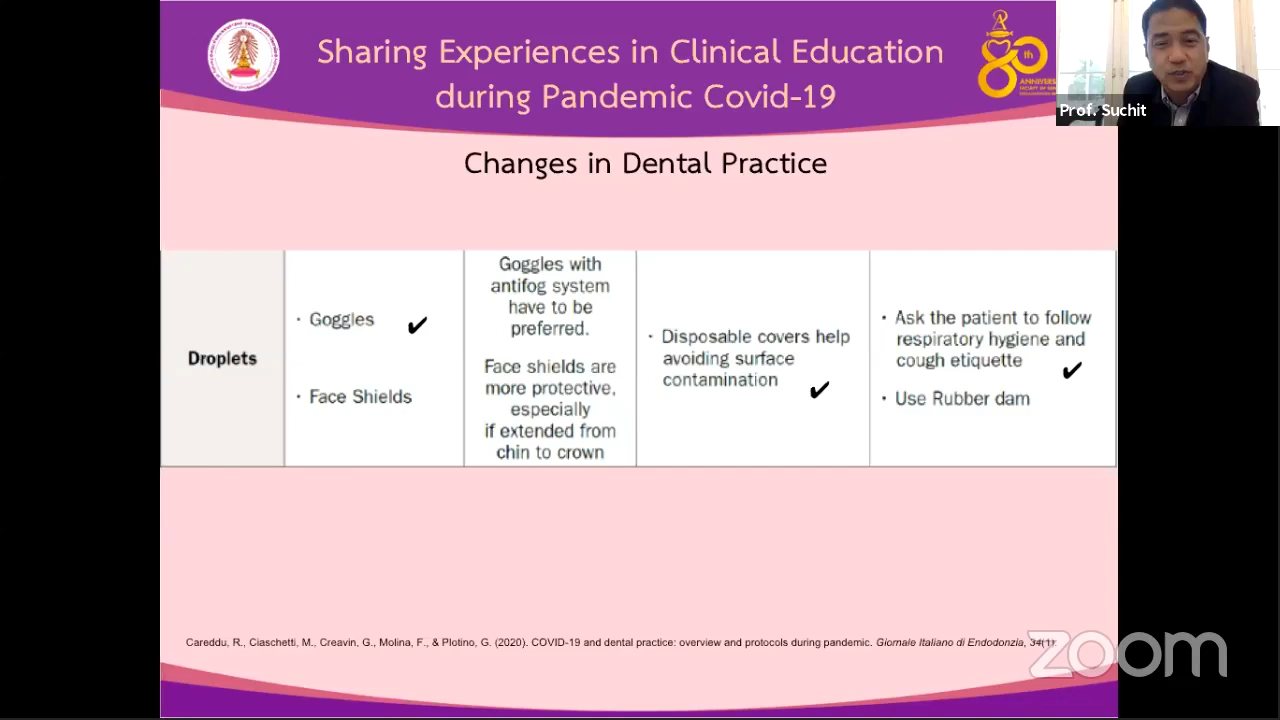 Sharing Experiences in Clinical Education
during Pandemic Covid-19
80 th
ANNIVERS
Prof. Suchit
Changes in Dental Practice
Droplets
· Goggles ✔
· Face Shields
Goggles with
antifog system
have to be
preferred.
Face shields are
more protective,
especially
if extended from
chin to crown
· Disposable covers help
avoiding surface
contamination ✔
· Ask the patient to follow
respiratory hygiene and
cough etiquette ✔
· Use Rubber dam
Careddu, R., Ciaschetti, M., Creavin, G., Molina, F., & Plotino, G. (2020). COVID-19 and dental practice: overview and protocols during pandemic. Giornale Italiano di Endodonzia, 34(1).
zoom